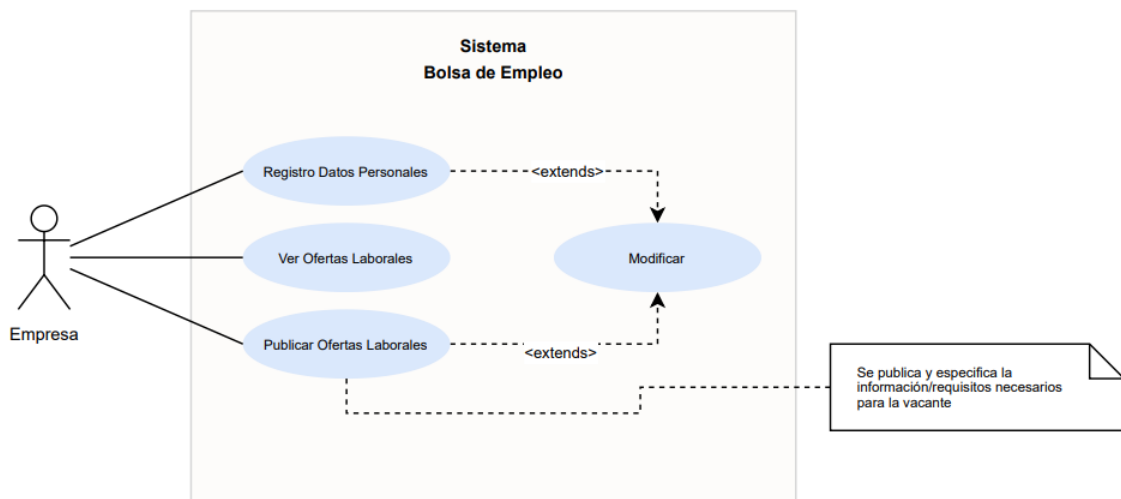 Sistema
Bolsa de Empleo
Registro Datos Personales
<extends>
Ver Ofertas Laborales
Modificar
Empresa
Publicar Ofertas Laborales
<extends>
Se publica y especifica la
información/requisitos necesarios
para la vacante